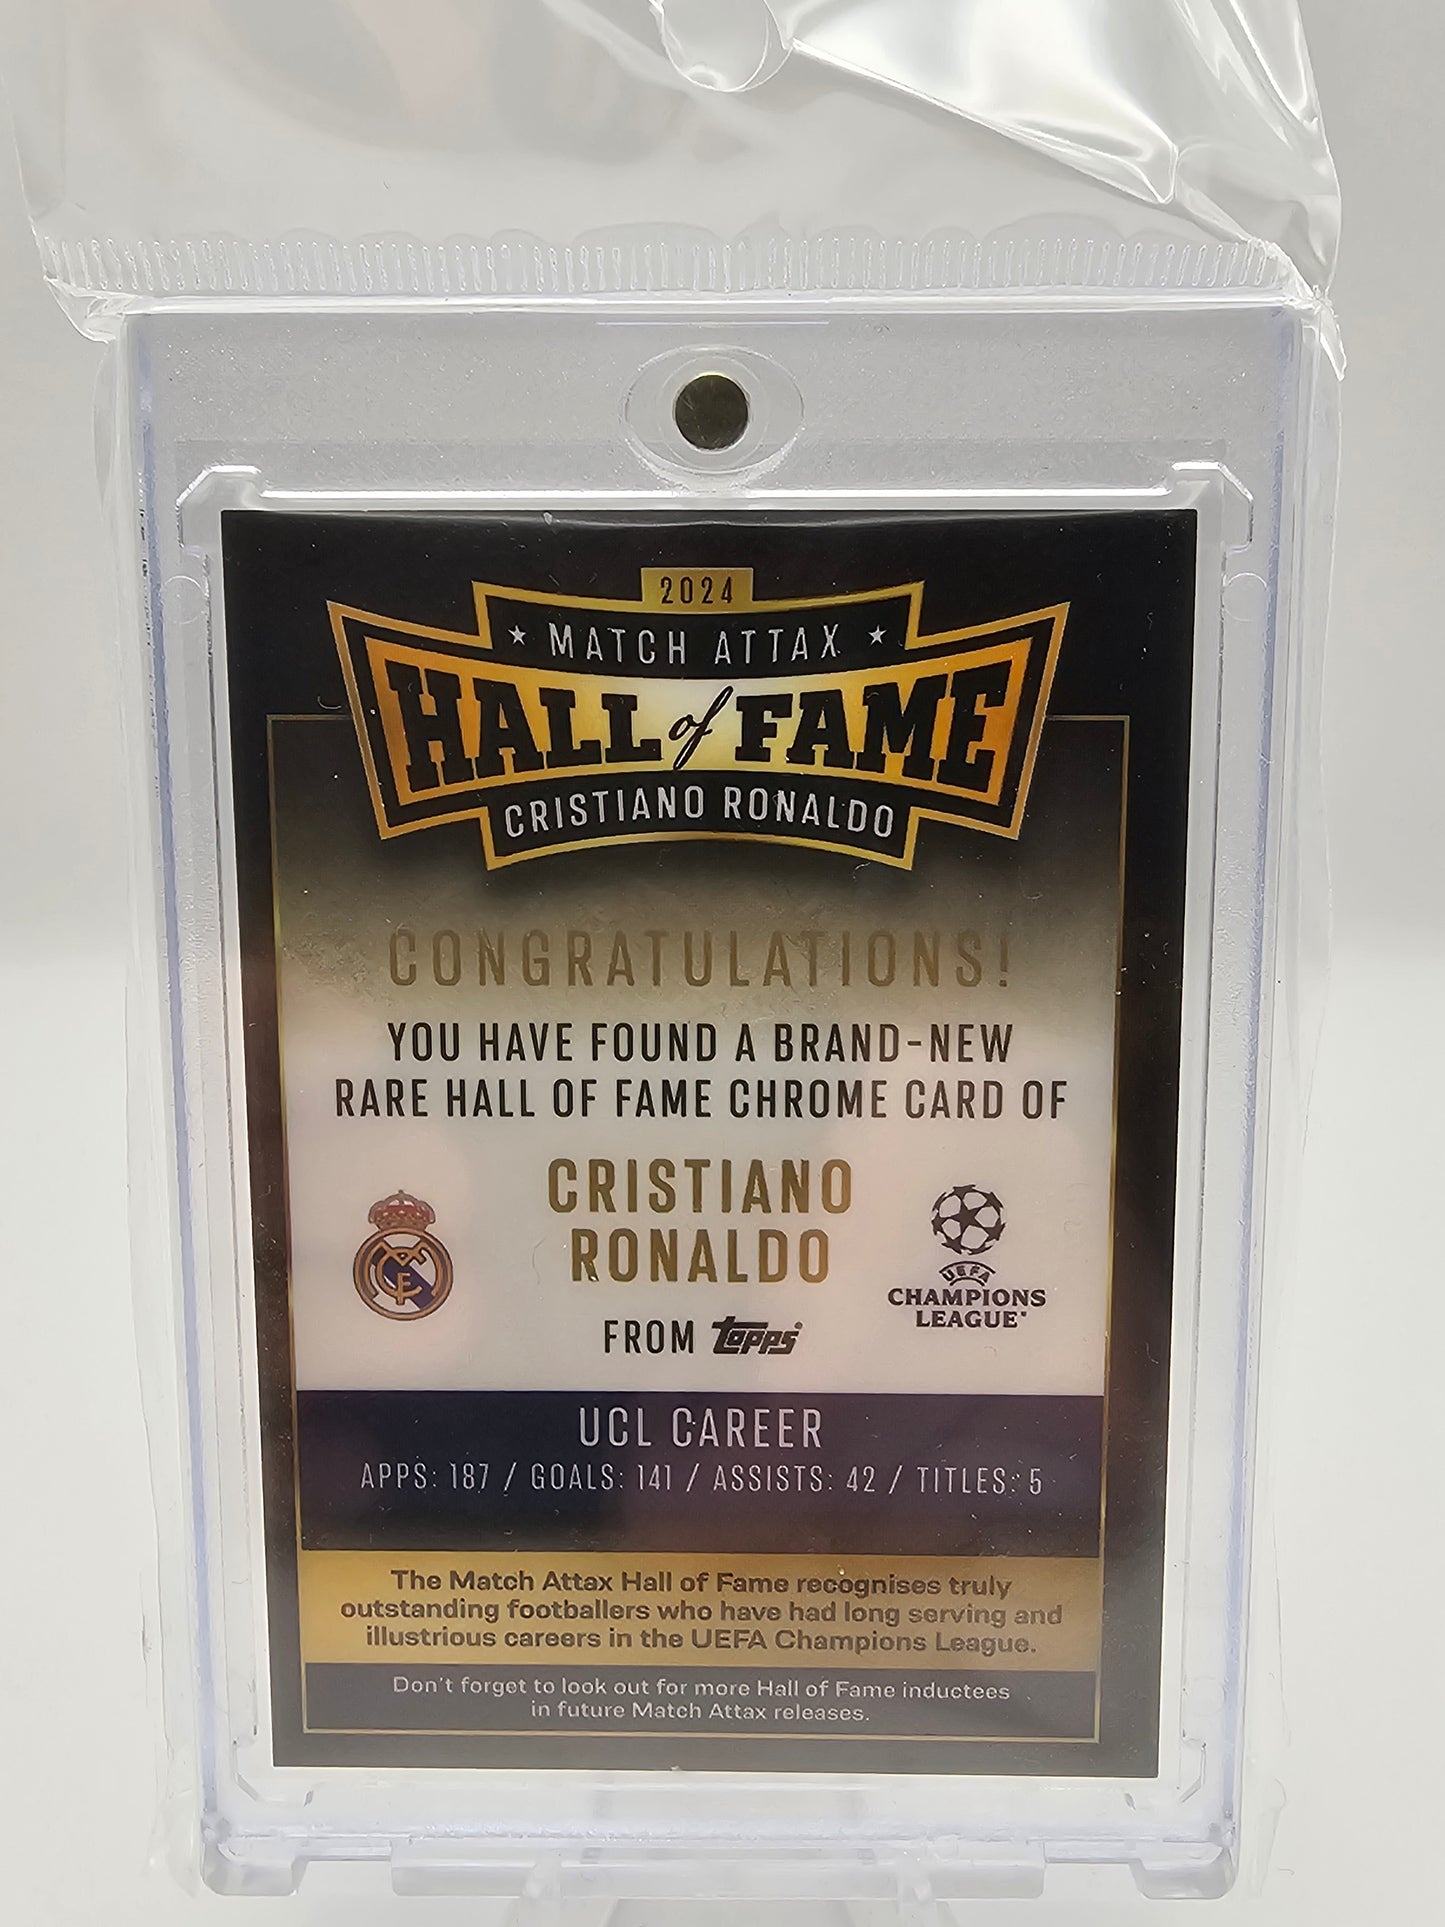 2024
MATCH ATTAX
HALL of FAME
CRISTIANO RONALDO
CONGRATULATIONS!
YOU HAVE FOUND A BRAND-NEW
RARE HALL OF FAME CHROME CARD OF
CRISTIANO
RONALDO
FROM topps
UEFA
CHAMPIONS
LEAGUE®
UCL CAREER
APPS: 187 / GOALS: 141 / ASSISTS: 42 / TITLES: 5
The Match Attax Hall of Fame recognises truly
outstanding footballers who have had long serving and
illustrious careers in the UEFA Champions League.
Don't forget to look out for more Hall of Fame inductees
in future Match Attax releases.